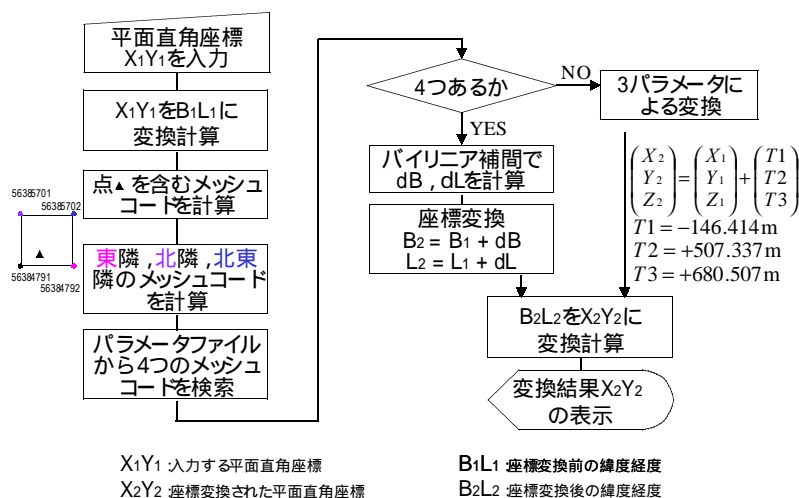 平面直角座標
X1Y1を入力
X1Y1をB1L1に
変換計算
点▲を含むメッシュ
コードを計算
56385701
56385702
56384791
56384792
東隣,北隣,北東
隣のメッシュコード
を計算
パラメータファイル
から4つのメッシュ
コードを検索
4つあるか
NO
YES
3パラメータに
よる変換
バイリニア補間で
dB,dLを計算
座標変換
B2 = B1 + dB
L2 = L1 + dL
(X2 Y2 Z2) = (X1 Y1 Z1) + (T1 T2 T3)
T1 = −146.414m
T2 = +507.337m
T3 = +680.507m
B2L2をX2Y2に
変換計算
変換結果X2Y2
の表示
X1Y1:入力する平面直角座標
B1L1:座標変換前の緯度経度
X2Y2:座標変換された平面直角座標
B2L2:座標変換後の緯度経度